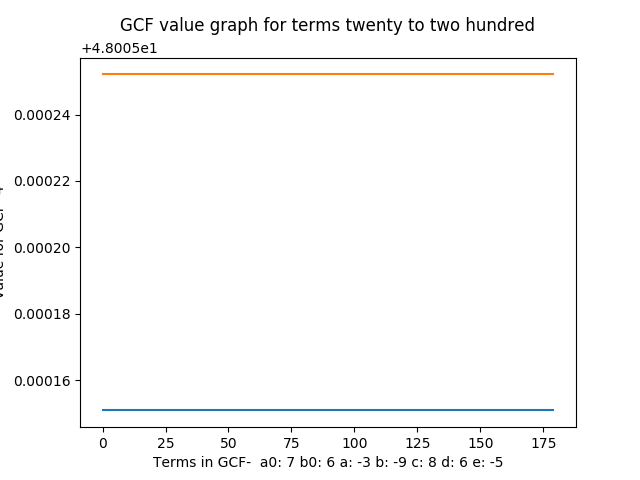 GCF value graph for terms twenty to two hundred
+4.8005e1
0.00024
0.00022
0.00020
0.00018
0.00016
0 25 50 75 100 125 150 175
Terms in GCF-  a0: 7 b0: 6 a: -3 b: -9 c: 8 d: 6 e: -5